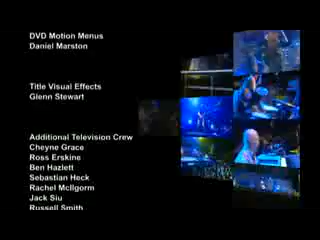 DVD Motion Menus
Daniel Marston
Title Visual Effects
Glenn Stewart
Additional Television Crew
Cheyne Grace
Ross Erskine
Ben Hazlett
Sebastian Heck
Rachel McIlgorm
Jack Siu
Russell Smith